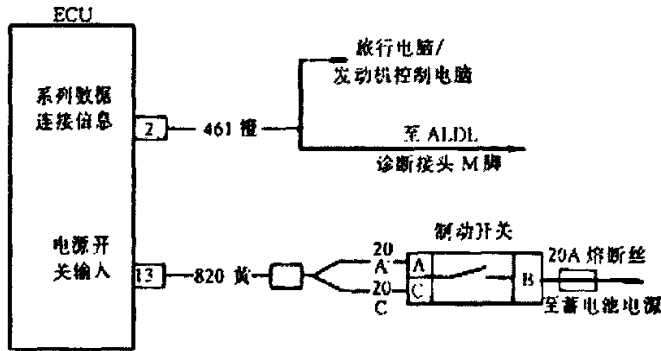 ECU
旅行电脑/
发动机控制电脑
系列数据
连接信息
2
461 橙
至 ALDL
诊断接头 M 脚
电源开
关输入
13
820 黄
20
A
20
C
制动开关
A
C
B
20A 熔断丝
至蓄电池电源